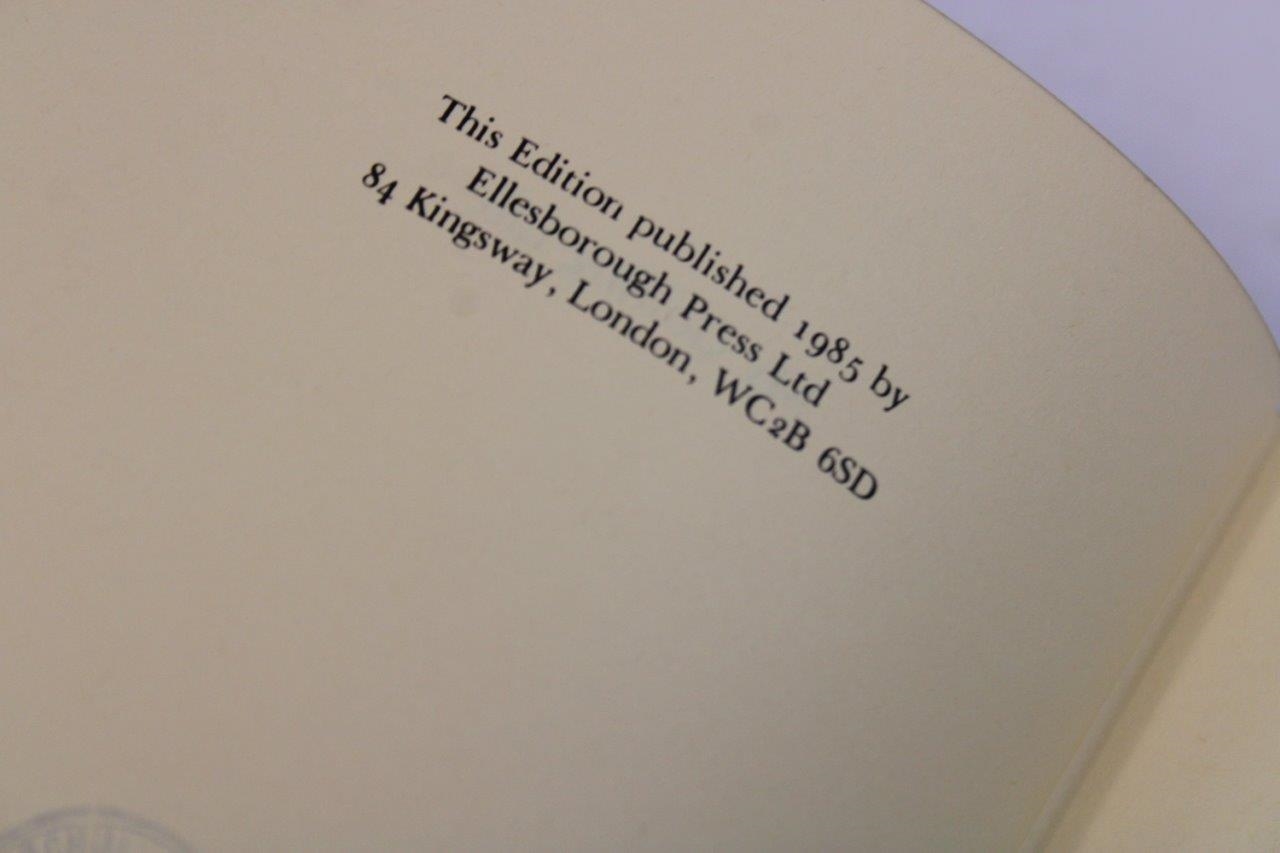 This Edition published 1985 by
Ellesborough Press Ltd
84 Kingsway, London, WC2B 6SD